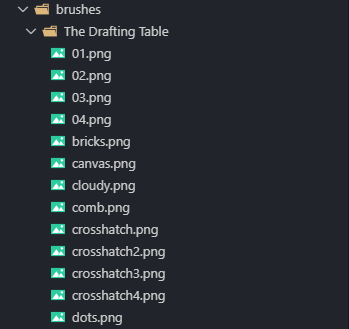 brushes
The Drafting Table
01.png
02.png
03.png
04.png
bricks.png
canvas.png
cloudy.png
comb.png
crosshatch.png
crosshatch2.png
crosshatch3.png
crosshatch4.png
dots.png